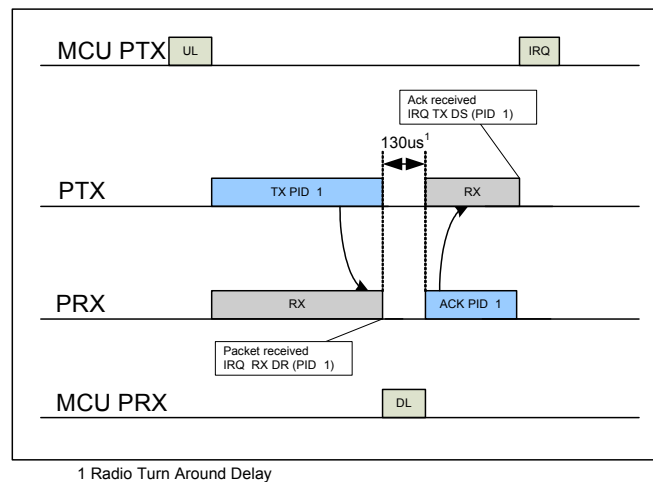 MCU PTX
UL
IRQ
Ack received
IRQ TX DS (PID 1)
130us1
PTX
TX PID 1
RX
PRX
RX
ACK PID 1
Packet received
IRQ RX DR (PID 1)
MCU PRX
DL
1 Radio Turn Around Delay